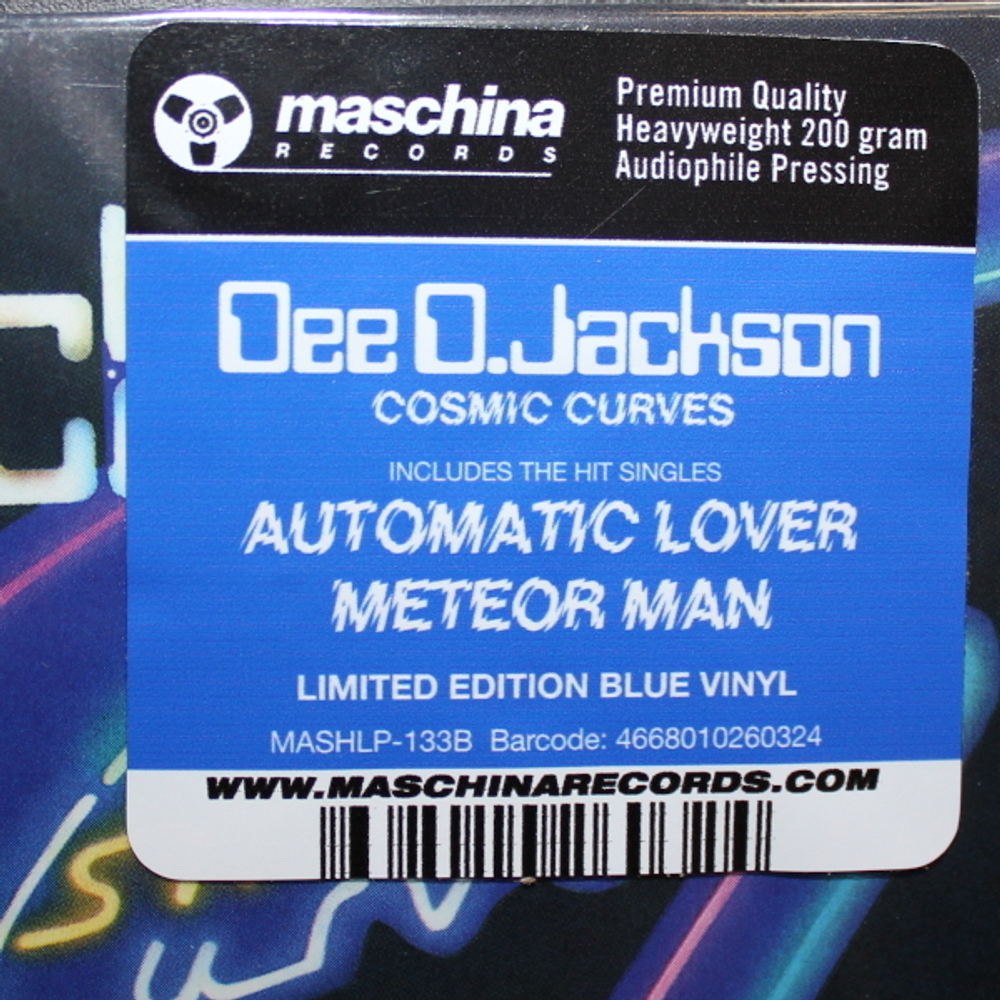 maschina
RECORDS
Premium Quality
Heavyweight 200 gram
Audiophile Pressing
Dee D. Jackson
COSMIC CURVES
INCLUDES THE HIT SINGLES
AUTOMATIC LOVER
METEOR MAN
LIMITED EDITION BLUE VINYL
MASHLP-133B Barcode: 4668010260324
WWW.MASCHINARECORDS.COM